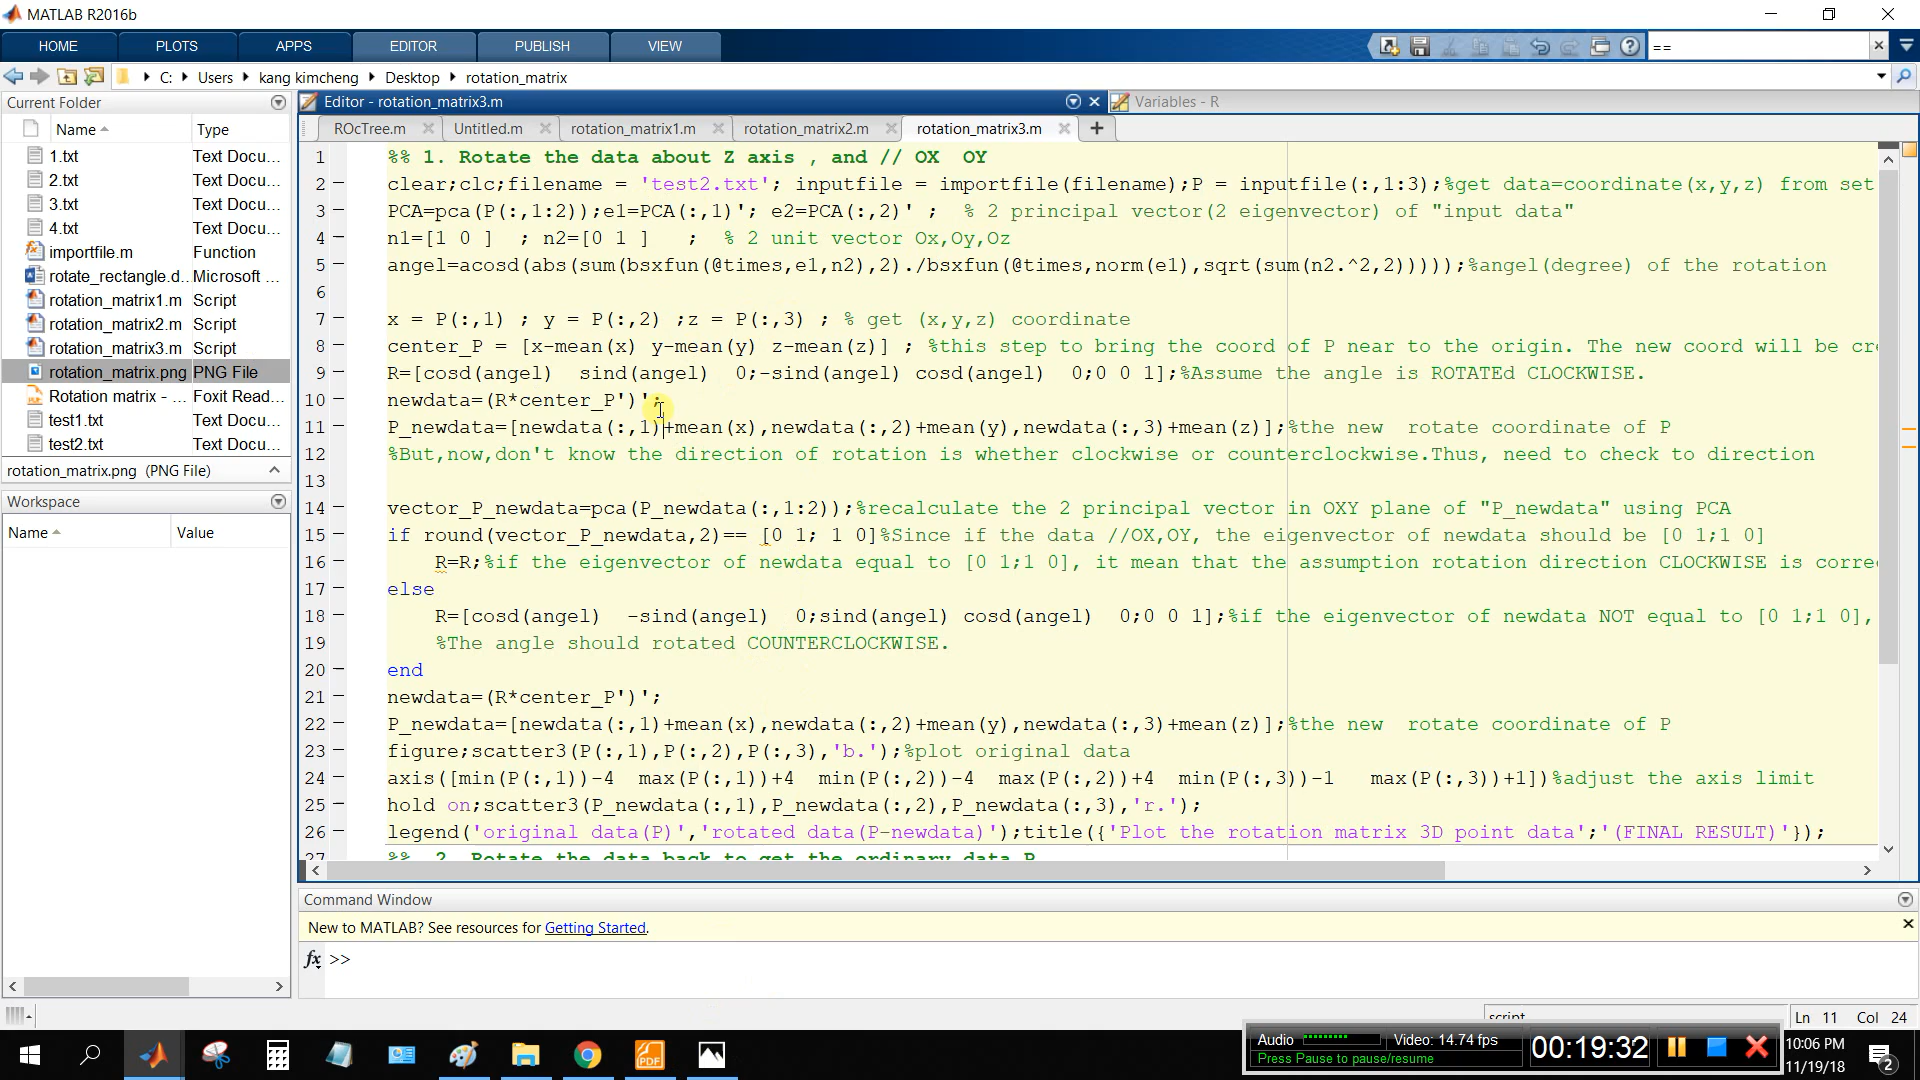 MATLAB R2016b
HOME PLOTS APPS EDITOR PUBLISH VIEW ==
C: Users kang kimcheng Desktop rotation_matrix
Current Folder
Name Type
1.txt Text Docu...
2.txt Text Docu...
3.txt Text Docu...
4.txt Text Docu...
importfile.m Function
rotate_rectangle.d.. Microsoft ...
rotation_matrix1.m Script
rotation_matrix2.m Script
rotation_matrix3.m Script
rotation_matrix.png PNG File
Rotation matrix - ... Foxit Read...
test1.txt Text Docu...
test2.txt Text Docu...
rotation_matrix.png (PNG File)
Workspace
Name Value
Editor - rotation_matrix3.m
Variables - R
ROcTree.m Untitled.m rotation_matrix1.m rotation_matrix2.m rotation_matrix3.m +
1 %% 1. Rotate the data about Z axis , and // OX  OY
2 – clear;clc;filename = 'test2.txt'; inputfile = importfile(filename);P = inputfile(:,1:3);%get data=coordinate(x,y,z) from set
3 – PCA=pca(P(:,1:2));e1=PCA(:,1)'; e2=PCA(:,2)' ;  % 2 principal vector(2 eigenvector) of "input data"
4 – n1=[1 0 ]  ; n2=[0 1 ]   ;  % 2 unit vector Ox,Oy,Oz
5 – angel=acosd(abs(sum(bsxfun(@times,e1,n2),2)./bsxfun(@times,norm(e1),sqrt(sum(n2.^2,2)))));%angel(degree) of the rotation
6
7 – x = P(:,1) ; y = P(:,2) ;z = P(:,3) ; % get (x,y,z) coordinate
8 – center_P = [x-mean(x) y-mean(y) z-mean(z)] ; %this step to bring the coord of P near to the origin. The new coord will be cre
9 – R=[cosd(angel)  sind(angel)  0;-sind(angel) cosd(angel)  0;0 0 1];%Assume the angle is ROTATEd CLOCKWISE.
10 – newdata=(R*center_P')';
11 – P_newdata=[newdata(:,1)+mean(x),newdata(:,2)+mean(y),newdata(:,3)+mean(z)];%the new  rotate coordinate of P
12 %But,now,don't know the direction of rotation is whether clockwise or counterclockwise.Thus, need to check to direction
13
14 – vector_P_newdata=pca(P_newdata(:,1:2));%recalculate the 2 principal vector in OXY plane of "P_newdata" using PCA
15 – if round(vector_P_newdata,2)== [0 1; 1 0]%Since if the data //OX,OY, the eigenvector of newdata should be [0 1;1 0]
16 – R=R;%if the eigenvector of newdata equal to [0 1;1 0], it mean that the assumption rotation direction CLOCKWISE is corre
17 – else
18 – R=[cosd(angel)  -sind(angel)  0;sind(angel) cosd(angel)  0;0 0 1];%if the eigenvector of newdata NOT equal to [0 1;1 0],
19 %The angle should rotated COUNTERCLOCKWISE.
20 – end
21 – newdata=(R*center_P')';
22 – P_newdata=[newdata(:,1)+mean(x),newdata(:,2)+mean(y),newdata(:,3)+mean(z)];%the new  rotate coordinate of P
23 – figure;scatter3(P(:,1),P(:,2),P(:,3),'b.');%plot original data
24 – axis([min(P(:,1))-4  max(P(:,1))+4  min(P(:,2))-4  max(P(:,2))+4  min(P(:,3))-1   max(P(:,3))+1])%adjust the axis limit
25 – hold on;scatter3(P_newdata(:,1),P_newdata(:,2),P_newdata(:,3),'r.');
26 – legend('original data(P)','rotated data(P-newdata)');title({'Plot the rotation matrix 3D point data';'(FINAL RESULT)'});
27 %%  2. Rotate the data back to get the ordinary data P
Command Window
New to MATLAB? See resources for Getting Started.
fx >>
script
Ln 11 Col 24
Audio Video: 14.74 fps
Press Pause to pause/resume
00:19:32
PDF
10:06 PM
11/19/18
2